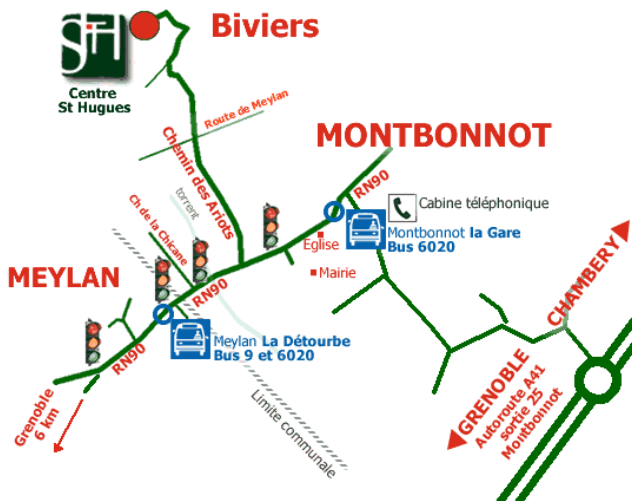 StH
Biviers
Centre
St Hugues
Route de Meylan
MONTBONNOT
Chemin des Ariots
RN90
torrent
Cabine téléphonique
Ch de la Chicane
Eglise
Montbonnot la Gare
Bus 6020
Mairie
MEYLAN
RN90
CHAMBERY
Meylan La Détourbe
Bus 9 et 6020
RN90
Grenoble
6 km
Limite communale
GRENOBLE
Autoroute A41
sortie 25
Montbonnot